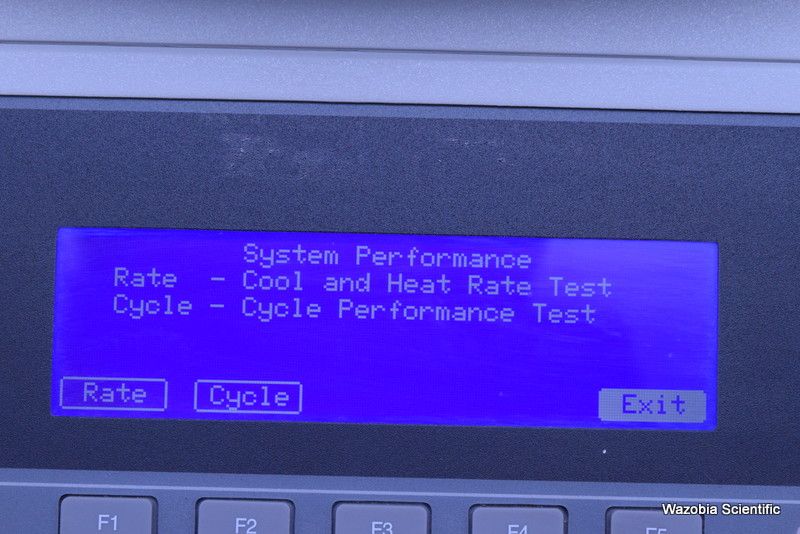 System Performance
Rate - Cool and Heat Rate Test
Cycle - Cycle Performance Test
Rate Cycle Exit
F1 F2 F3 F4 F5
Wazobia Scientific